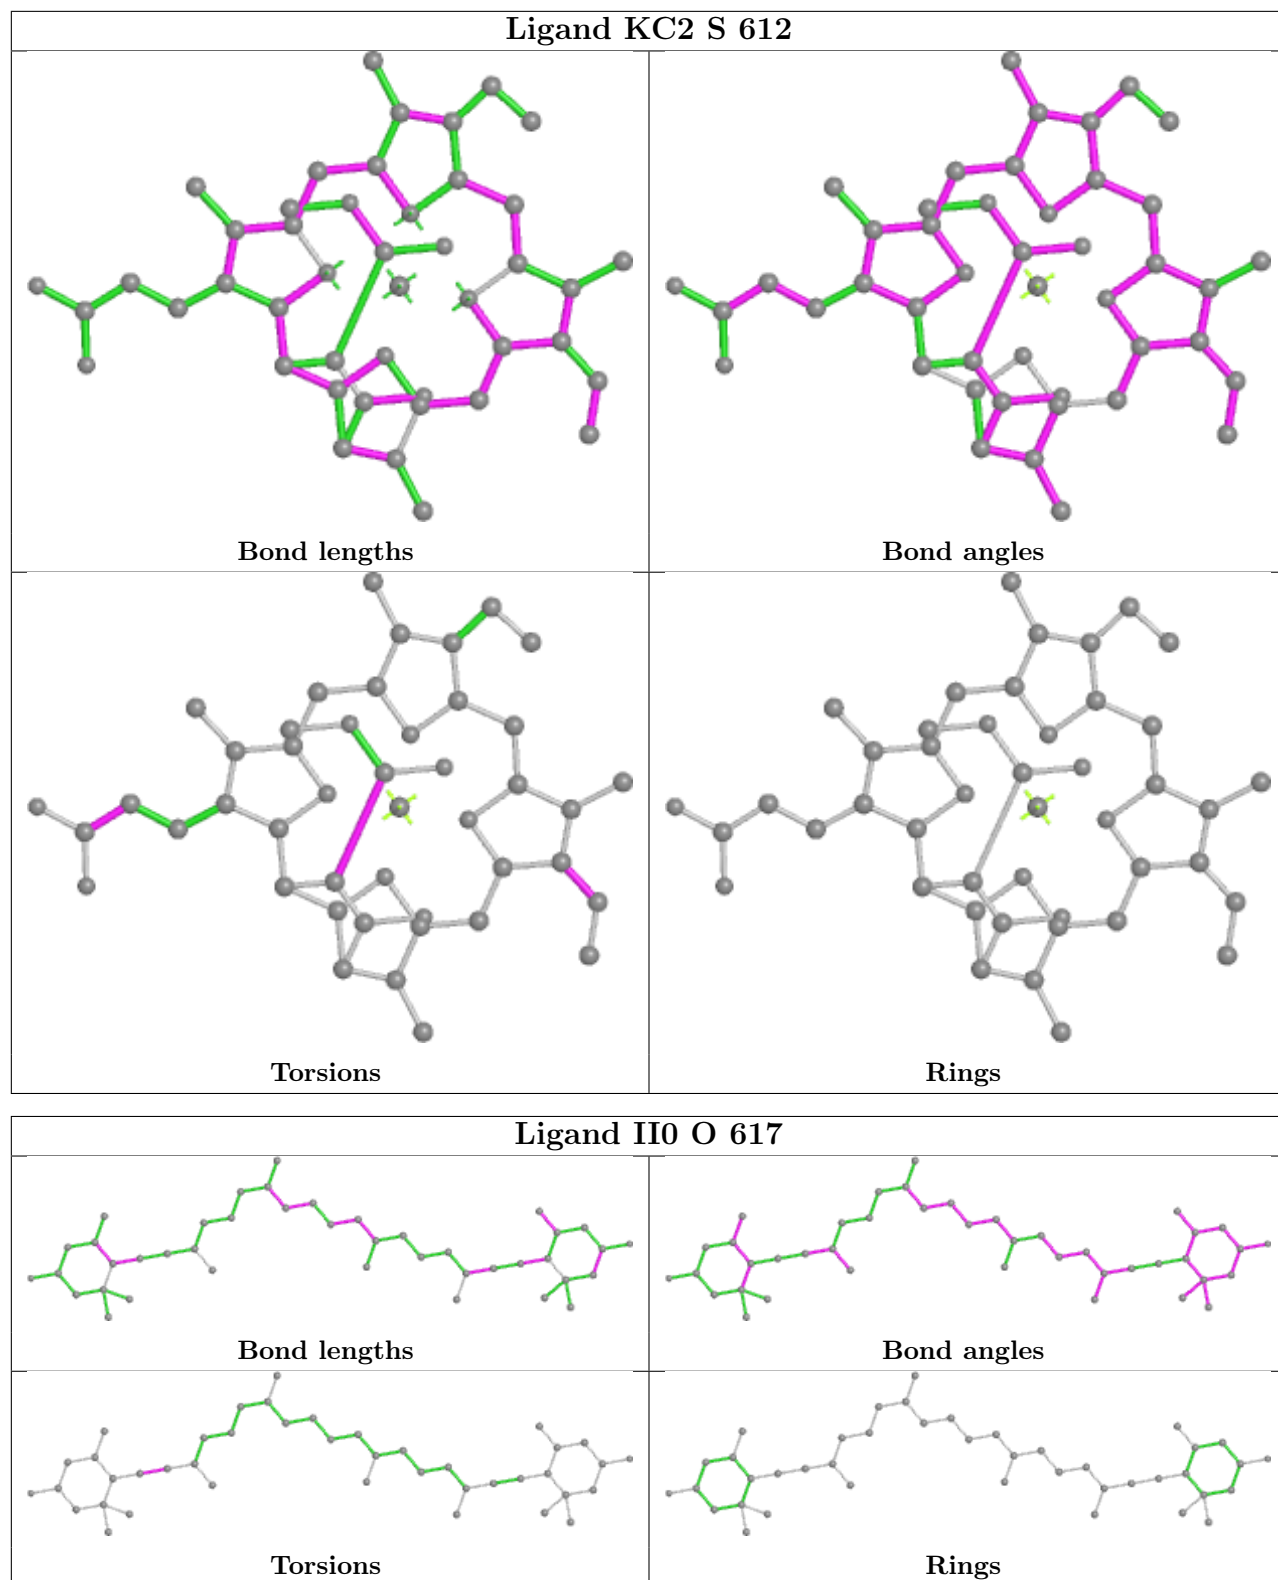 Ligand KC2 S 612
Bond lengths
Bond angles
Torsions
Rings
Ligand II0 O 617
Bond lengths
Bond angles
Torsions
Rings